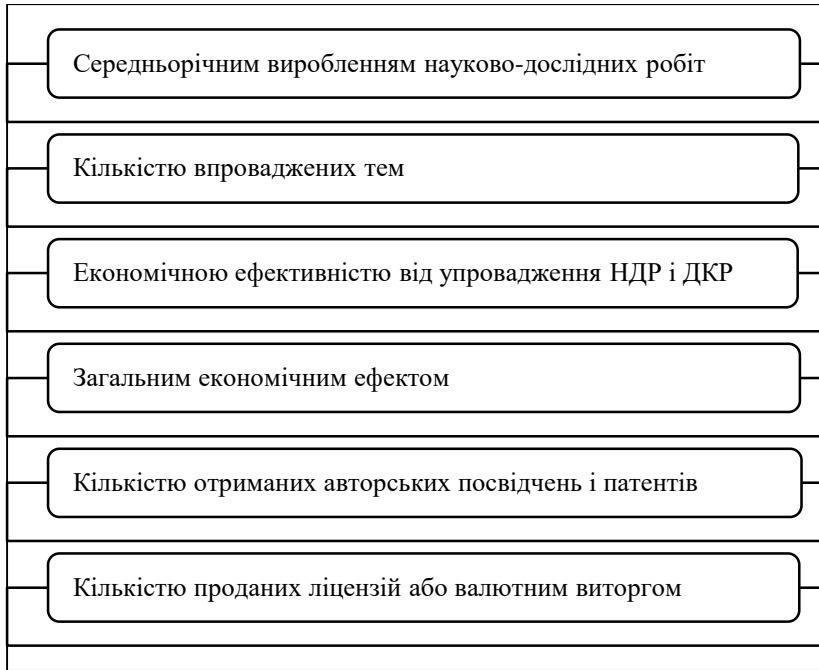 Середньорічним виробленням науково-дослідних робіт
Кількістю впроваджених тем
Економічною ефективністю від упровадження НДР і ДКР
Загальним економічним ефектом
Кількістю отриманих авторських посвідчень і патентів
Кількістю проданих ліцензій або валютним виторгом